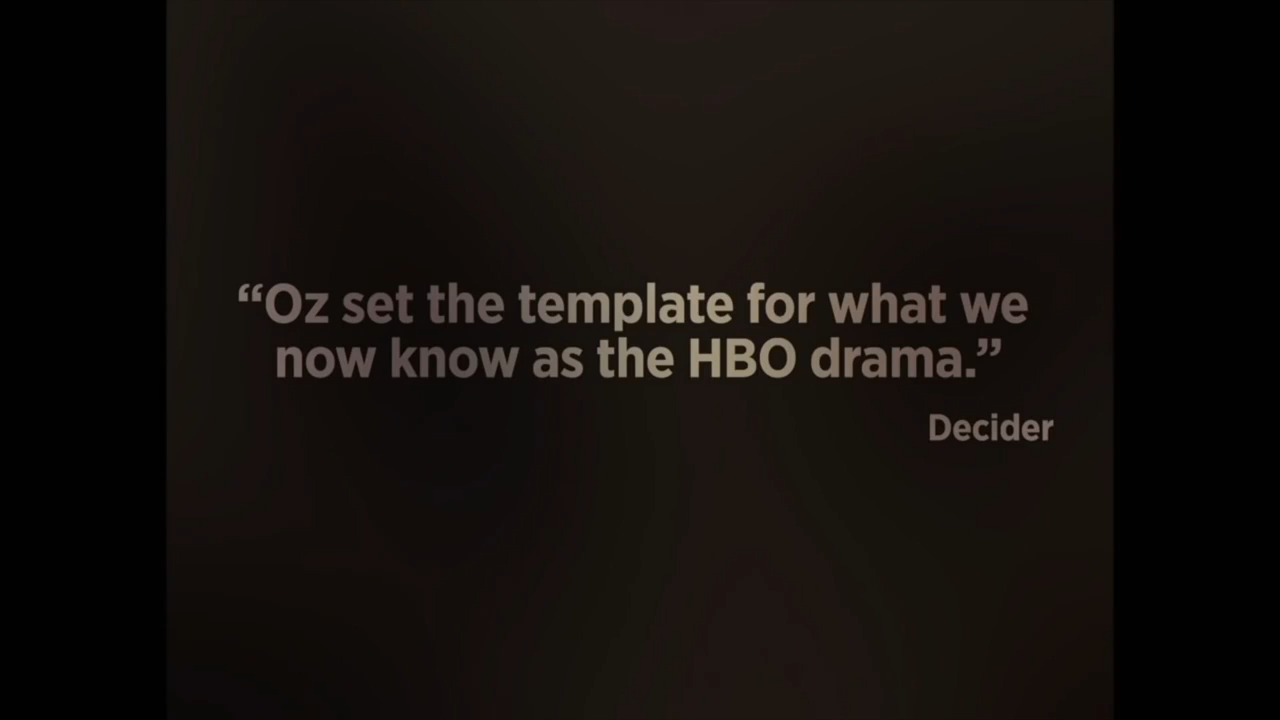 “Oz set the template for what we
now know as the HBO drama.”
Decider